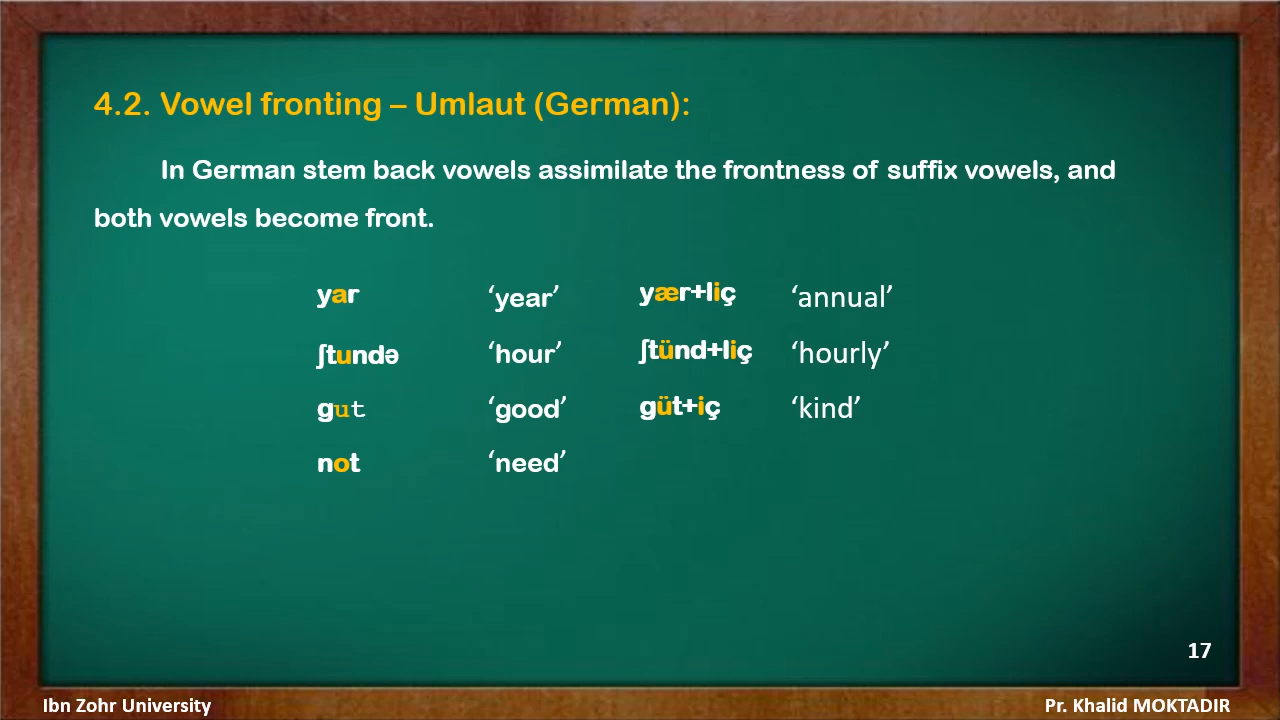 4.2. Vowel fronting – Umlaut (German):
In German stem back vowels assimilate the frontness of suffix vowels, and
both vowels become front.
yar ‘year’ yær+liç ‘annual’
ʃtundə ‘hour’ ʃtünd+liç ‘hourly’
gut ‘good’ güt+iç ‘kind’
not ‘need’
17
Ibn Zohr University Pr. Khalid MOKTADIR